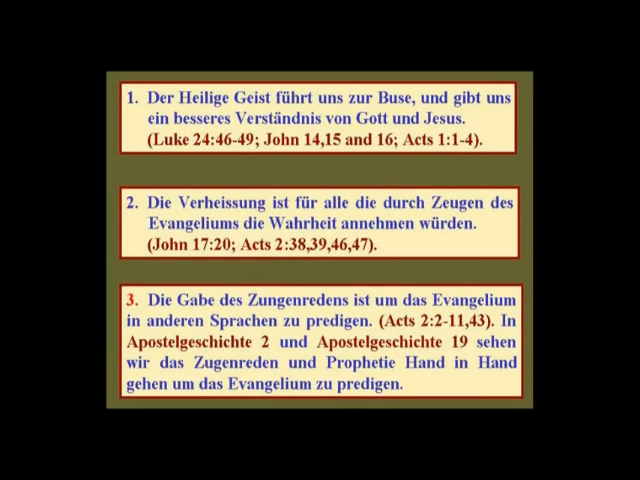 1. Der Heilige Geist führt uns zur Buse, und gibt uns
ein besseres Verständnis von Gott und Jesus.
(Luke 24:46-49; John 14,15 and 16; Acts 1:1-4).
2. Die Verheissung ist für alle die durch Zeugen des
Evangeliums die Wahrheit annehmen würden.
(John 17:20; Acts 2:38,39,46,47).
3. Die Gabe des Zungenredens ist um das Evangelium
in anderen Sprachen zu predigen. (Acts 2:2-11,43). In
Apostelgeschichte 2 und Apostelgeschichte 19 sehen
wir das Zugenreden und Prophetie Hand in Hand
gehen um das Evangelium zu predigen.